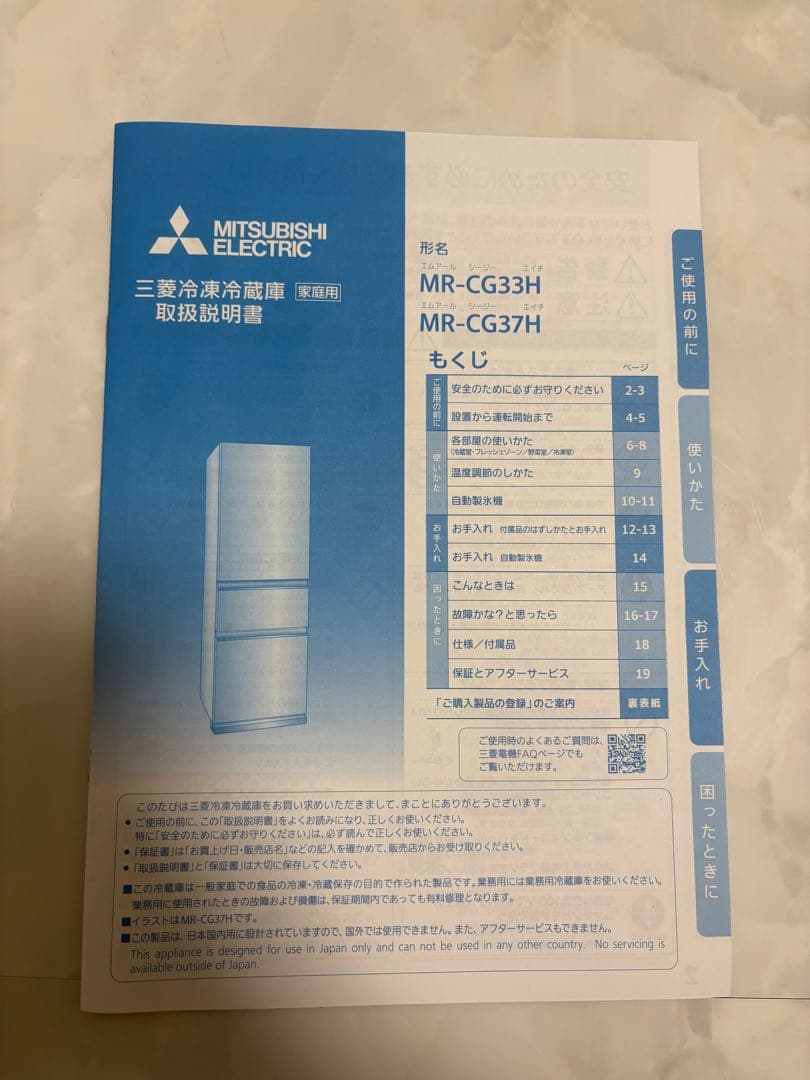 MITSUBISHI
ELECTRIC
三菱冷凍冷蔵庫 家庭用
取扱説明書
形名
エムアール シージー エイチ
MR-CG33H
エムアール シージー エイチ
MR-CG37H
もくじ
ページ
ご使用の前に
安全のために必ずお守りください 2-3
設置から運転開始まで 4-5
使いかた
各部屋の使いかた 6-8
(冷蔵室・フレッシュゾーン/野菜室/冷凍室)
温度調節のしかた 9
自動製氷機 10-11
お手入れ
お手入れ 付属品のはずしかたとお手入れ 12-13
お手入れ 自動製氷機 14
困ったときに
こんなときは 15
故障かな?と思ったら 16-17
仕様/付属品 18
保証とアフターサービス 19
「ご購入製品の登録」のご案内 裏表紙
ご使用時のよくあるご質問は、
三菱電機FAQページでも
ご覧いただけます。
ご使用の前に
使いかた
お手入れ
困ったときに
このたびは三菱冷凍冷蔵庫をお買い求めいただきまして、まことにありがとうございます。
● ご使用の前に、この「取扱説明書」をよくお読みになり、正しくお使いください。
特に「安全のために必ずお守りください」は、必ず読んで正しくお使いください。
● 「保証書」は「お買上げ日・販売店名」などの記入を確かめて、販売店からお受け取りください。
● 「取扱説明書」と「保証書」は大切に保存してください。
■この冷蔵庫は一般家庭での食品の冷凍・冷蔵保存の目的で作られた製品です。業務用には業務用冷蔵庫をお使いください。
業務用に使用されたときの故障および損傷は、保証期間内であっても有料修理となります。
■イラストはMR-CG37Hです。
■この製品は、日本国内用に設計されていますので、国外では使用できません。また、アフターサービスもできません。
This appliance is designed for use in Japan only and can not be used in any other country. No servicing is
available outside of Japan.